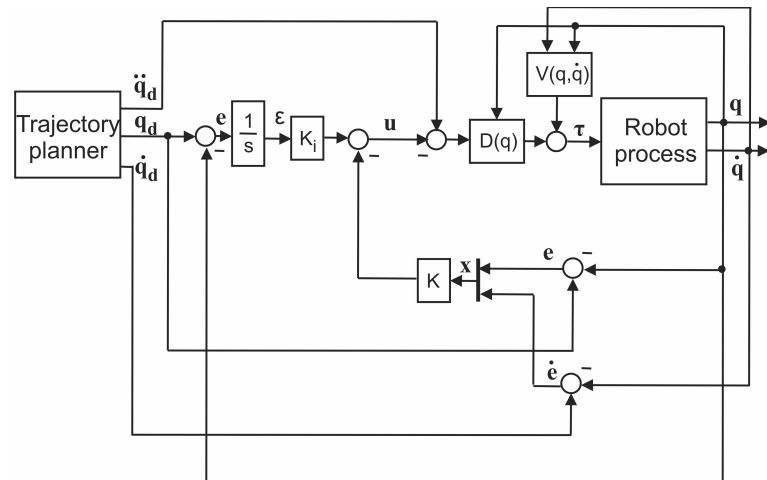 V(q,q̇)
q̈d
Trajectory
planner
qd
q̇d
e
1
s
ε
Ki
u
D(q)
τ
Robot
process
q
q̇
−
−
−
K
x
e
−
ė
−